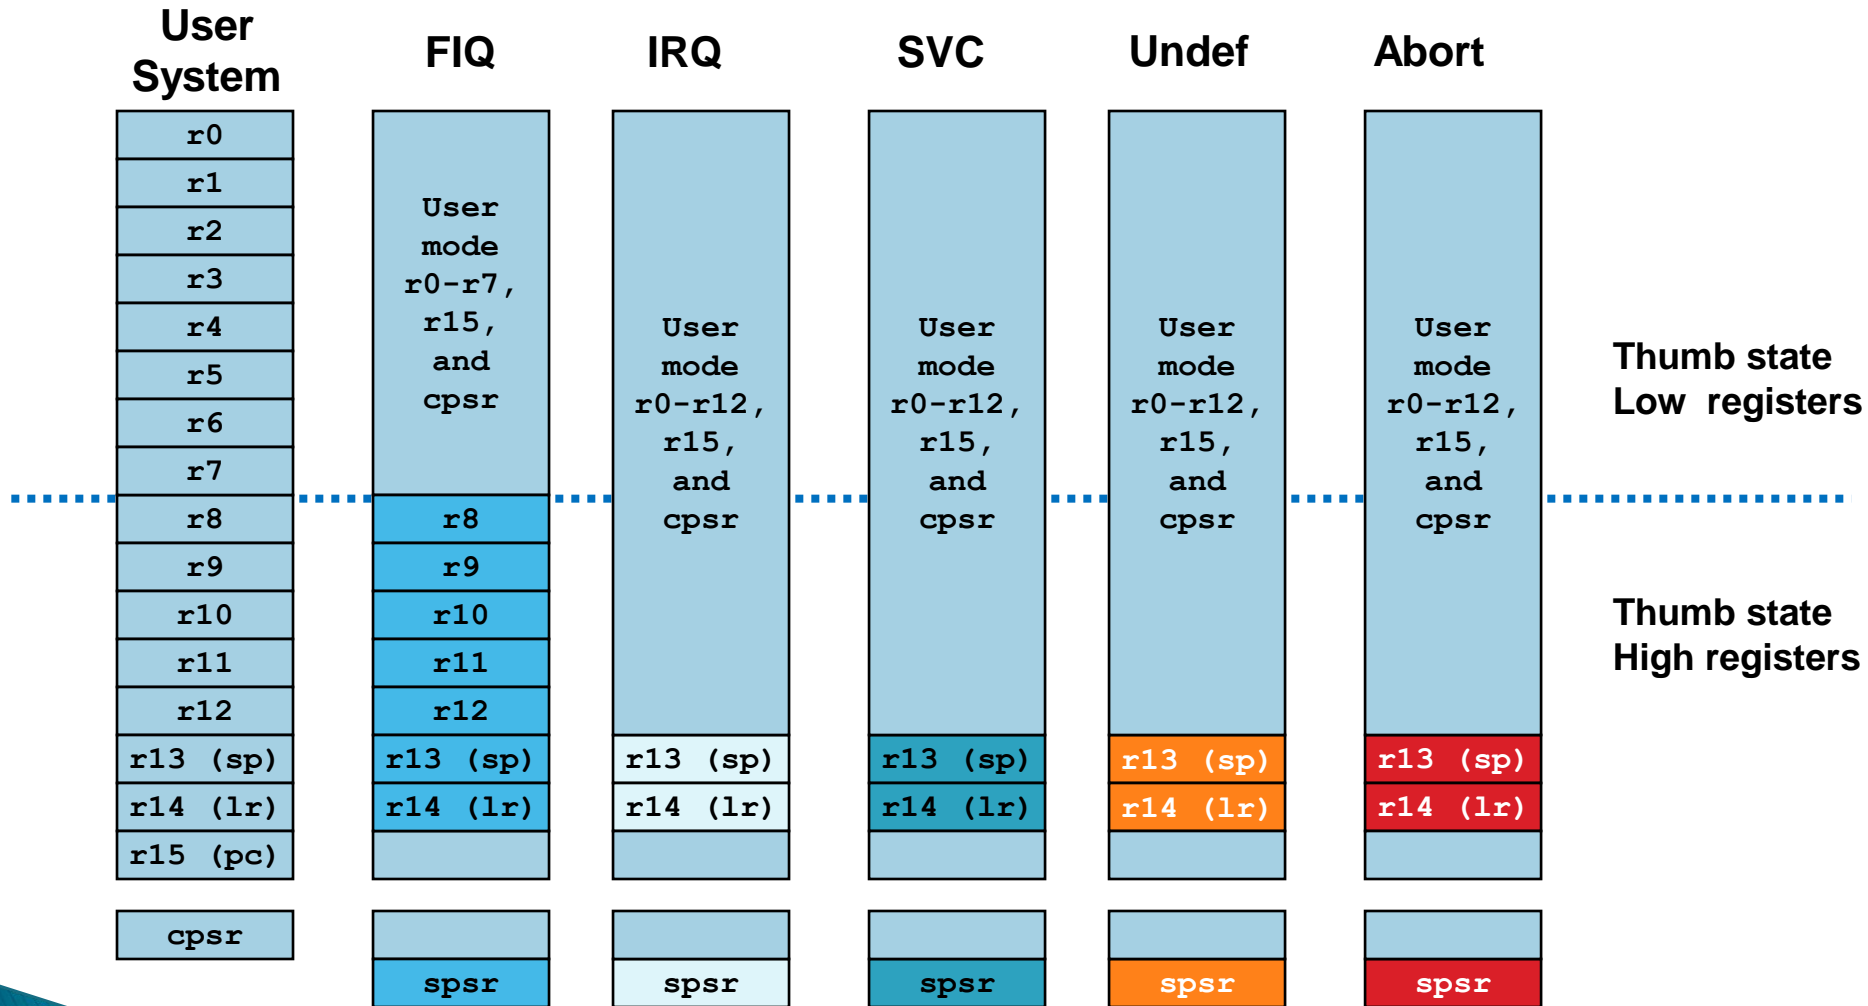 User
System
FIQ
IRQ
SVC
Undef
Abort
r0
r1
r2
r3
r4
r5
r6
r7
r8
r9
r10
r11
r12
r13 (sp)
r14 (lr)
r15 (pc)
cpsr
User
mode
r0-r7,
r15,
and
cpsr
r8
r9
r10
r11
r12
r13 (sp)
r14 (lr)
spsr
User
mode
r0-r12,
r15,
and
cpsr
r13 (sp)
r14 (lr)
spsr
User
mode
r0-r12,
r15,
and
cpsr
r13 (sp)
r14 (lr)
spsr
User
mode
r0-r12,
r15,
and
cpsr
r13 (sp)
r14 (lr)
spsr
User
mode
r0-r12,
r15,
and
cpsr
r13 (sp)
r14 (lr)
spsr
Thumb state
Low registers
Thumb state
High registers